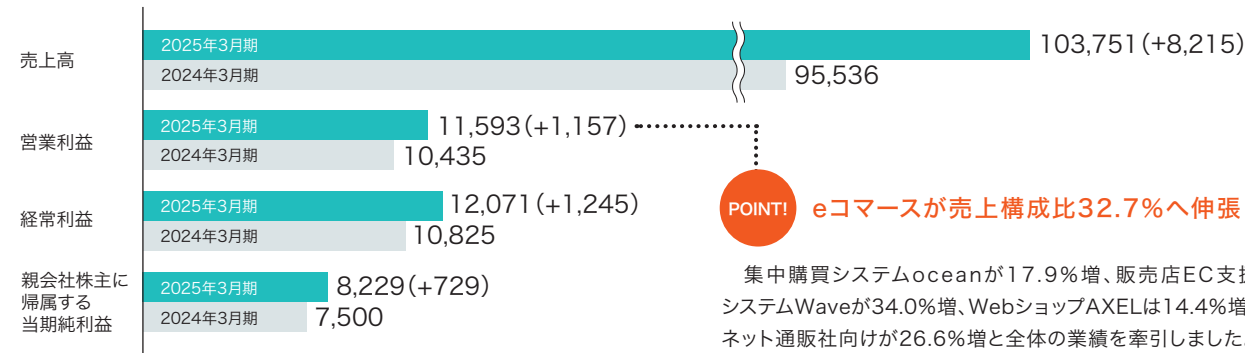 売上高
2025年3月期
103,751(+8,215)
2024年3月期
95,536
営業利益
2025年3月期
11,593(+1,157)
2024年3月期
10,435
経常利益
2025年3月期
12,071(+1,245)
2024年3月期
10,825
親会社株主に
帰属する
当期純利益
2025年3月期
8,229(+729)
2024年3月期
7,500
POINT!
eコマースが売上構成比32.7%へ伸張
集中購買システムoceanが17.9%増、販売店EC支援
システムWaveが34.0%増、WebショップAXELは14.4%増
ネット通販社向けが26.6%増と全体の業績を牽引しました